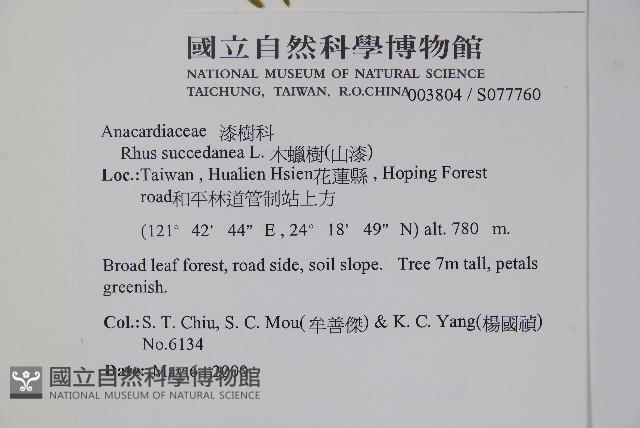 國立自然科學博物館
NATIONAL MUSEUM OF NATURAL SCIENCE
TAICHUNG, TAIWAN, R.O.CHINA 003804 / S077760
Anacardiaceae 漆樹科
Rhus succedanea L. 木蠟樹(山漆)
Loc.:Taiwan , Hualien Hsien花蓮縣 , Hoping Forest
road和平林道管制站上方
(121° 42' 44" E , 24° 18' 49" N) alt. 780 m.
Broad leaf forest, road side, soil slope. Tree 7m tall, petals
greenish.
Col.:S. T. Chiu, S. C. Mou(牟善傑) & K. C. Yang(楊國禎)
No.6134
Date:
國立自然科學博物館
NATIONAL MUSEUM OF NATURAL SCIENCE